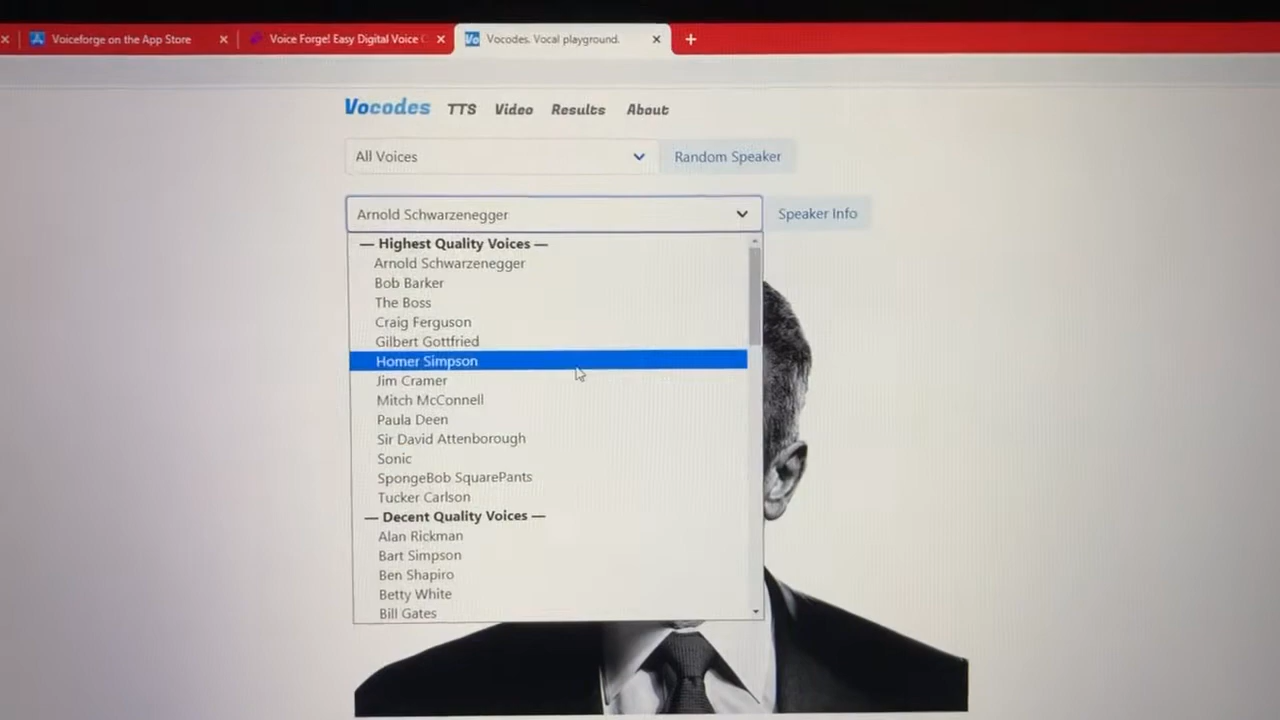 Voiceforge on the App Store
Voice Forge! Easy Digital Voice
Vo Vocodes. Vocal playground.
Vocodes TTS Video Results About
All Voices Random Speaker
Arnold Schwarzenegger Speaker Info
— Highest Quality Voices —
Arnold Schwarzenegger
Bob Barker
The Boss
Craig Ferguson
Gilbert Gottfried
Homer Simpson
Jim Cramer
Mitch McConnell
Paula Deen
Sir David Attenborough
Sonic
SpongeBob SquarePants
Tucker Carlson
— Decent Quality Voices —
Alan Rickman
Bart Simpson
Ben Shapiro
Betty White
Bill Gates